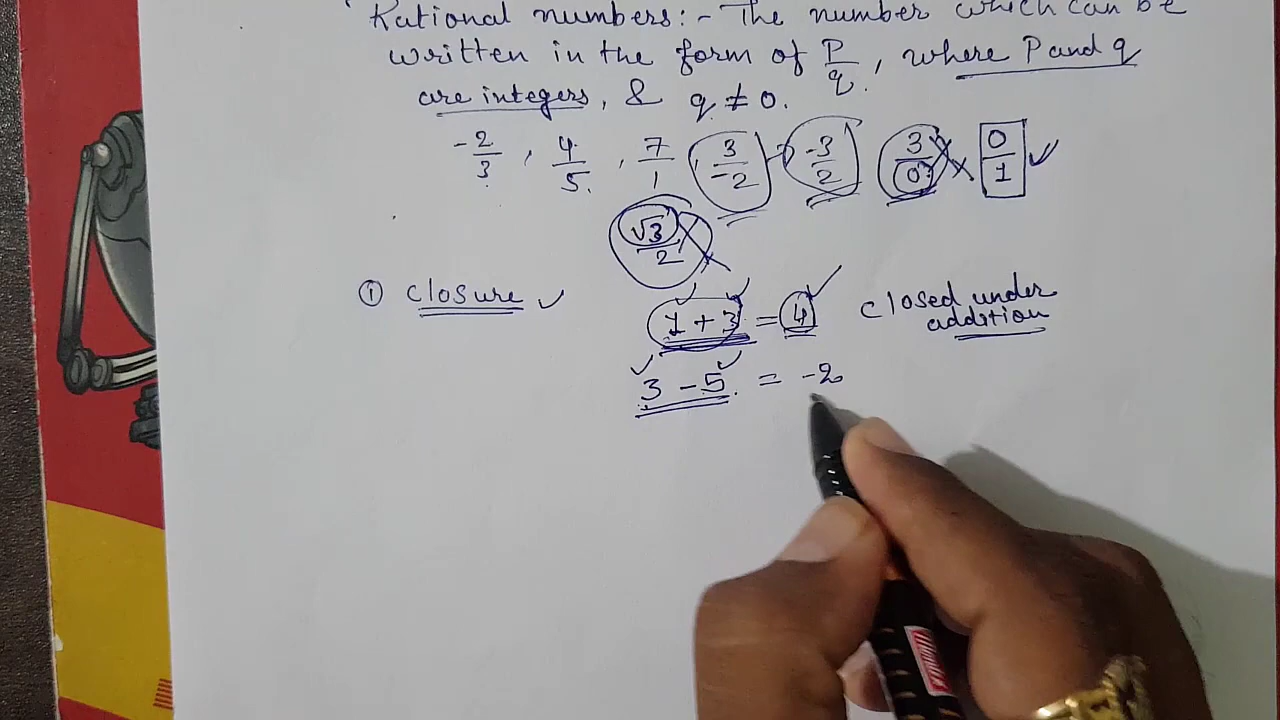 Rational numbers:- The number which can be
written in the form of P/q, where P and q
are integers, & q ≠ 0.
-2/3, 4/5, 7/1, 3/-2 → -3/2 3/0 × 0/1 ✓
√3/2
① closure ✓ 1 + 3 = 4 closed under
addition
3 - 5 = -2